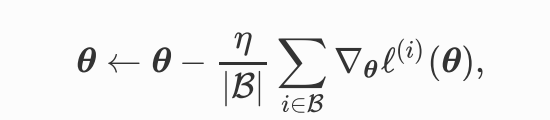 θ ← θ − η/|ℬ| ∑_{i∈ℬ} ∇_θ ℓ^{(i)}(θ),